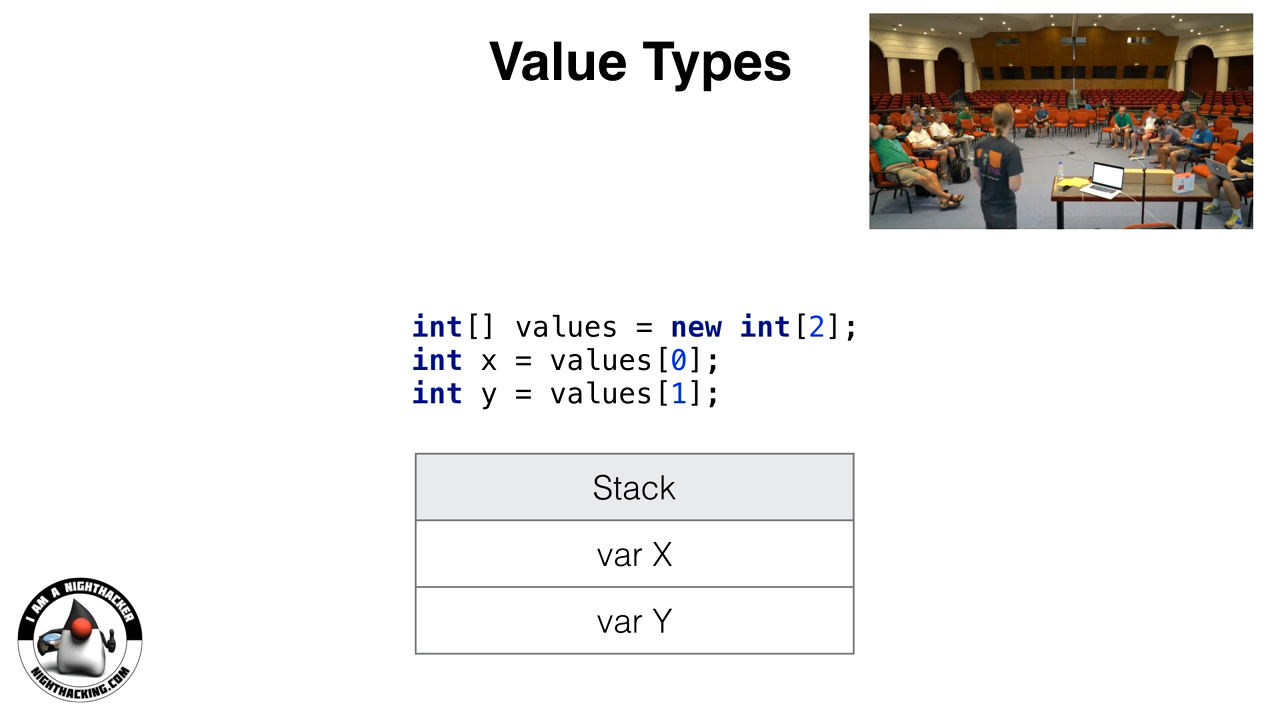 Value Types
int[] values = new int[2];
int x = values[0];
int y = values[1];
Stack
var X
var Y
I AM A NIGHTHACKER
NIGHTHACKING.COM